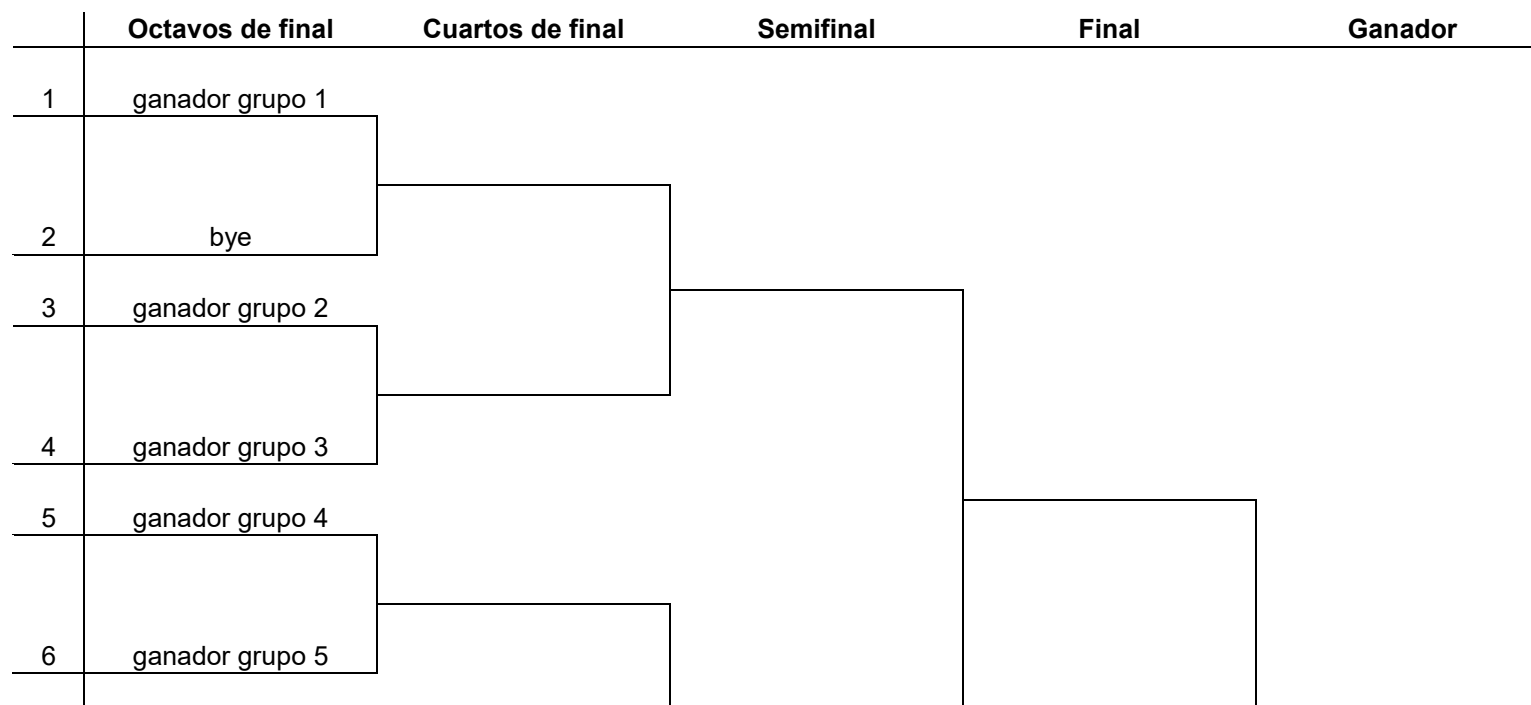 Octavos de final Cuartos de final Semifinal Final Ganador
1 ganador grupo 1
2 bye
3 ganador grupo 2
4 ganador grupo 3
5 ganador grupo 4
6 ganador grupo 5